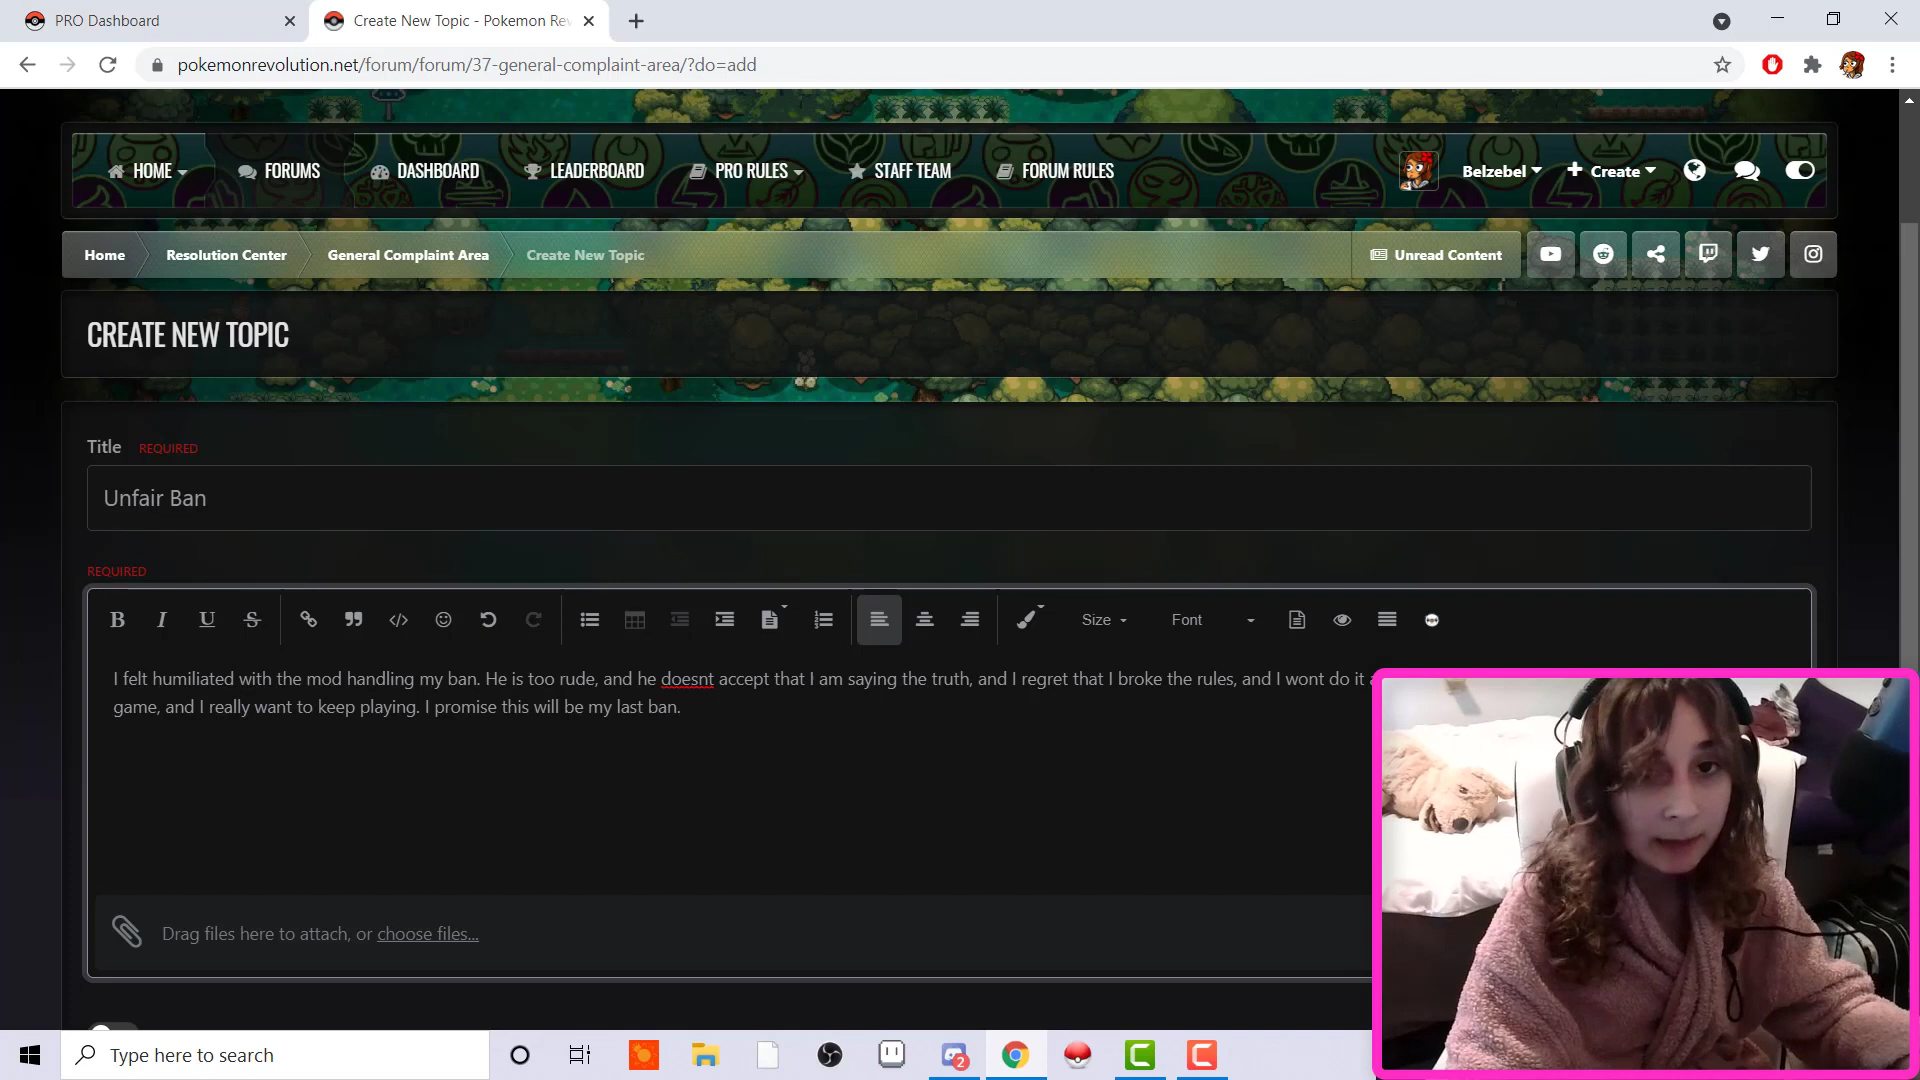 PRO Dashboard
Create New Topic - Pokemon Rev
pokemonrevolution.net/forum/forum/37-general-complaint-area/?do=add
HOME
FORUMS
DASHBOARD
LEADERBOARD
PRO RULES
STAFF TEAM
FORUM RULES
Belzebel
Create
Home
Resolution Center
General Complaint Area
Create New Topic
Unread Content
CREATE NEW TOPIC
Title REQUIRED
Unfair Ban
REQUIRED
B I U S
Size
Font
I felt humiliated with the mod handling my ban. He is too rude, and he doesnt accept that I am saying the truth, and I regret that I broke the rules, and I wont do it
game, and I really want to keep playing. I promise this will be my last ban.
Drag files here to attach, or choose files...
Type here to search
2